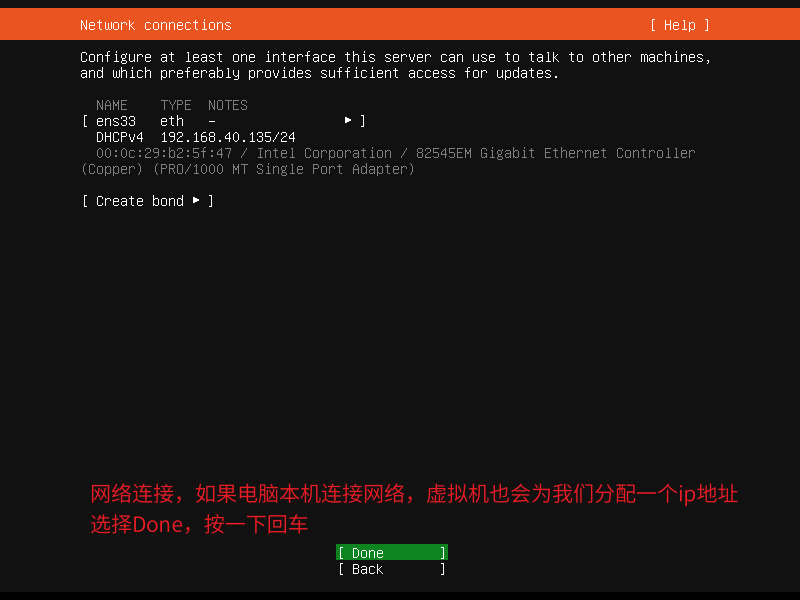 Network connections [ Help ]
Configure at least one interface this server can use to talk to other machines,
and which preferably provides sufficient access for updates.
NAME TYPE NOTES
[ ens33 eth – ▸ ]
DHCPv4 192.168.40.135/24
00:0c:29:b2:5f:47 / Intel Corporation / 82545EM Gigabit Ethernet Controller
(Copper) (PRO/1000 MT Single Port Adapter)
[ Create bond ▸ ]
网络连接，如果电脑本机连接网络，虚拟机也会为我们分配一个ip地址
选择Done，按一下回车
[ Done ]
[ Back ]